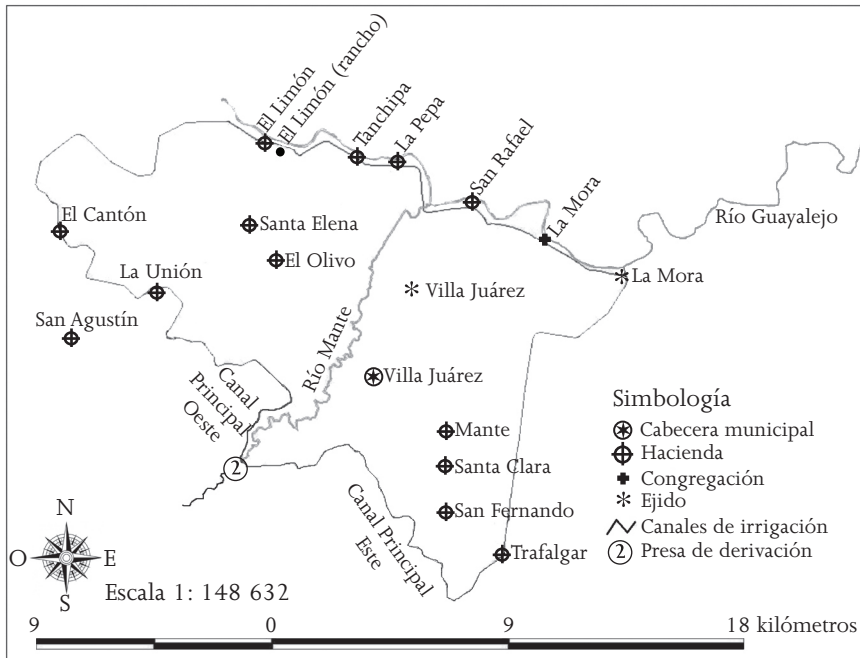 El Limón
El Limón (rancho)
Tanchipa
La Pepa
San Rafael
La Mora
Río Guayalejo
El Cantón
Santa Elena
El Olivo
La Unión
La Mora
Villa Juárez
San Agustín
Río Mante
Canal
Principal
Oeste
Villa Juárez
Mante
Santa Clara
San Fernando
Trafalgar
2
Canal Principal
Este
Simbología
Cabecera municipal
Hacienda
Congregación
Ejido
Canales de irrigación
2 Presa de derivación
N
O E
S
Escala 1: 148 632
9 0 9 18 kilómetros